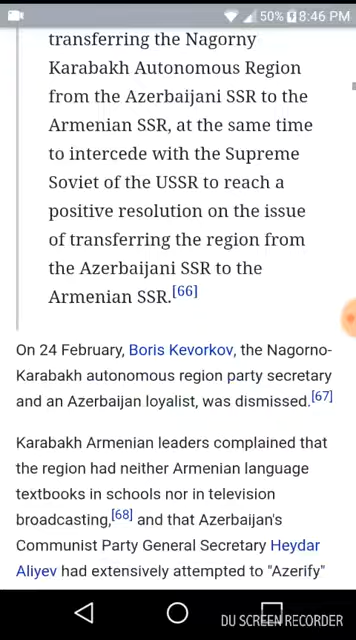 50% 8:46 PM
transferring the Nagorny
Karabakh Autonomous Region
from the Azerbaijani SSR to the
Armenian SSR, at the same time
to intercede with the Supreme
Soviet of the USSR to reach a
positive resolution on the issue
of transferring the region from
the Azerbaijani SSR to the
Armenian SSR.[66]
On 24 February, Boris Kevorkov, the Nagorno-
Karabakh autonomous region party secretary
and an Azerbaijan loyalist, was dismissed.[67]
Karabakh Armenian leaders complained that
the region had neither Armenian language
textbooks in schools nor in television
broadcasting,[68] and that Azerbaijan's
Communist Party General Secretary Heydar
Aliyev had extensively attempted to "Azerify"
DU SCREEN RECORDER